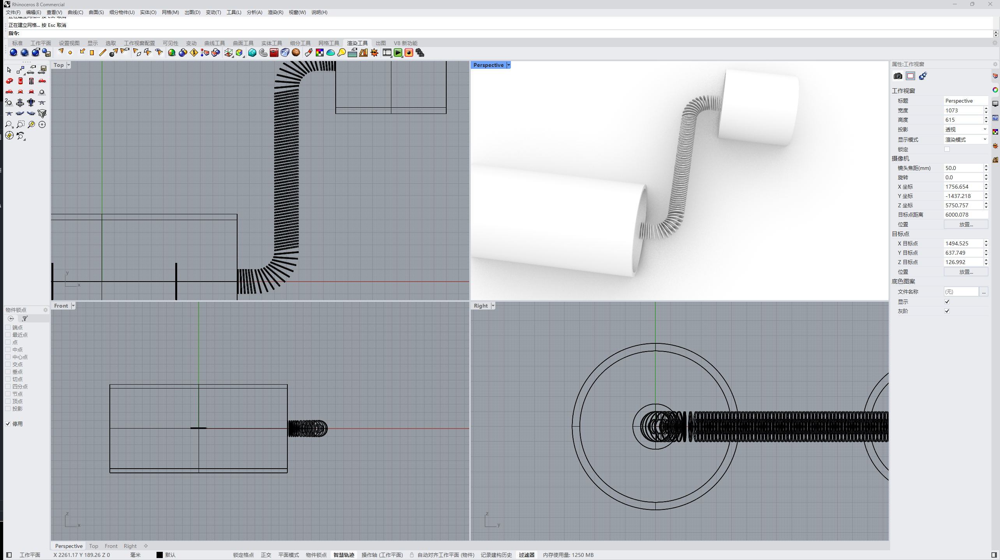 Rhinoceros 8 Commercial
文件(F) 编辑(E) 查看(V) 曲线(C) 曲面(S) 细分物件(U) 实体(O) 网格(M) 出图(D) 变动(T) 工具(L) 分析(A) 渲染(R) 视窗(W) 说明(H)
正在建立网格... 按 Esc 取消
正在建立网格... 按 Esc 取消
指令:
标准 工作平面 设置视图 显示 选取 工作视窗配置 可见性 变动 曲线工具 曲面工具 实体工具 细分工具 网格工具 渲染工具 出图 V8 新功能
Top
Perspective
属性:工作视窗
工作视窗
标题 Perspective
宽度 1073
高度 615
投影 透视
显示模式 渲染模式
锁定
摄像机
镜头焦距(mm) 50.0
旋转 0.0
X 坐标 1756.654
Y 坐标 -1437.218
Z 坐标 5750.757
目标点距离 6000.078
位置 放置...
目标点
X 目标点 1494.525
Y 目标点 637.749
Z 目标点 126.992
位置 放置...
底色图案
文件名称 (无) ...
显示
灰阶
y
x
Front
Right
物件锁点
端点
最近点
点
中点
中心点
交点
垂点
切点
四分点
节点
顶点
投影
停用
z
x
z
y
Perspective Top Front Right
工作平面 X 2261.17 Y 189.26 Z 0 毫米 默认 锁定格点 正交 平面模式 物件锁点 智慧轨迹 操作轴 (工作平面) 自动对齐工作平面 (物件) 记录建构历史 过滤器 内存使用量: 1250 MB